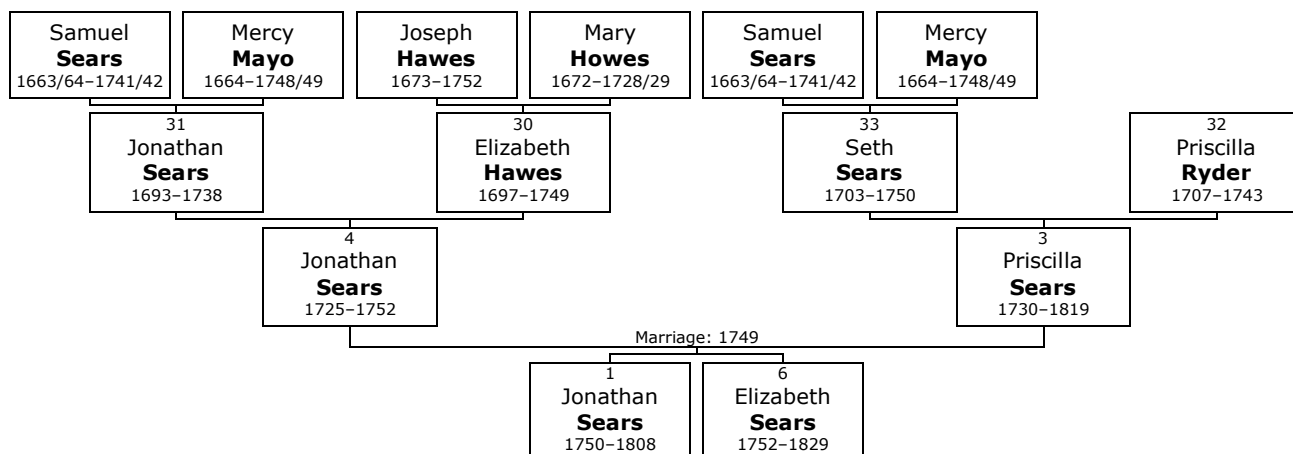 Samuel
Sears
1663/64–1741/42
Mercy
Mayo
1664–1748/49
Joseph
Hawes
1673–1752
Mary
Howes
1672–1728/29
Samuel
Sears
1663/64–1741/42
Mercy
Mayo
1664–1748/49
31
Jonathan
Sears
1693–1738
30
Elizabeth
Hawes
1697–1749
33
Seth
Sears
1703–1750
32
Priscilla
Ryder
1707–1743
4
Jonathan
Sears
1725–1752
3
Priscilla
Sears
1730–1819
Marriage: 1749
1
Jonathan
Sears
1750–1808
6
Elizabeth
Sears
1752–1829